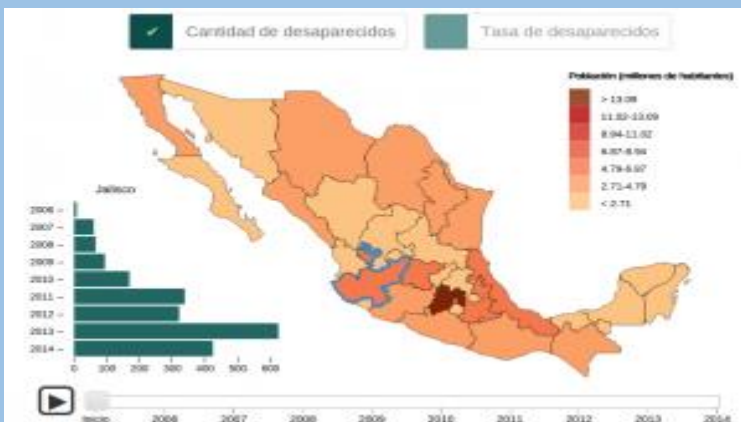 ✔ Cantidad de desaparecidos
Tasa de desaparecidos
Población (millones de habitantes)
> 13.09
11.02-13.09
8.94-11.02
6.87-8.94
4.79-6.87
2.71-4.79
< 2.71
Jalisco
2006
2007
2008
2009
2010
2011
2012
2013
2014
0 100 200 300 400 500 600
Inicio 2006 2007 2008 2009 2010 2011 2012 2013 2014